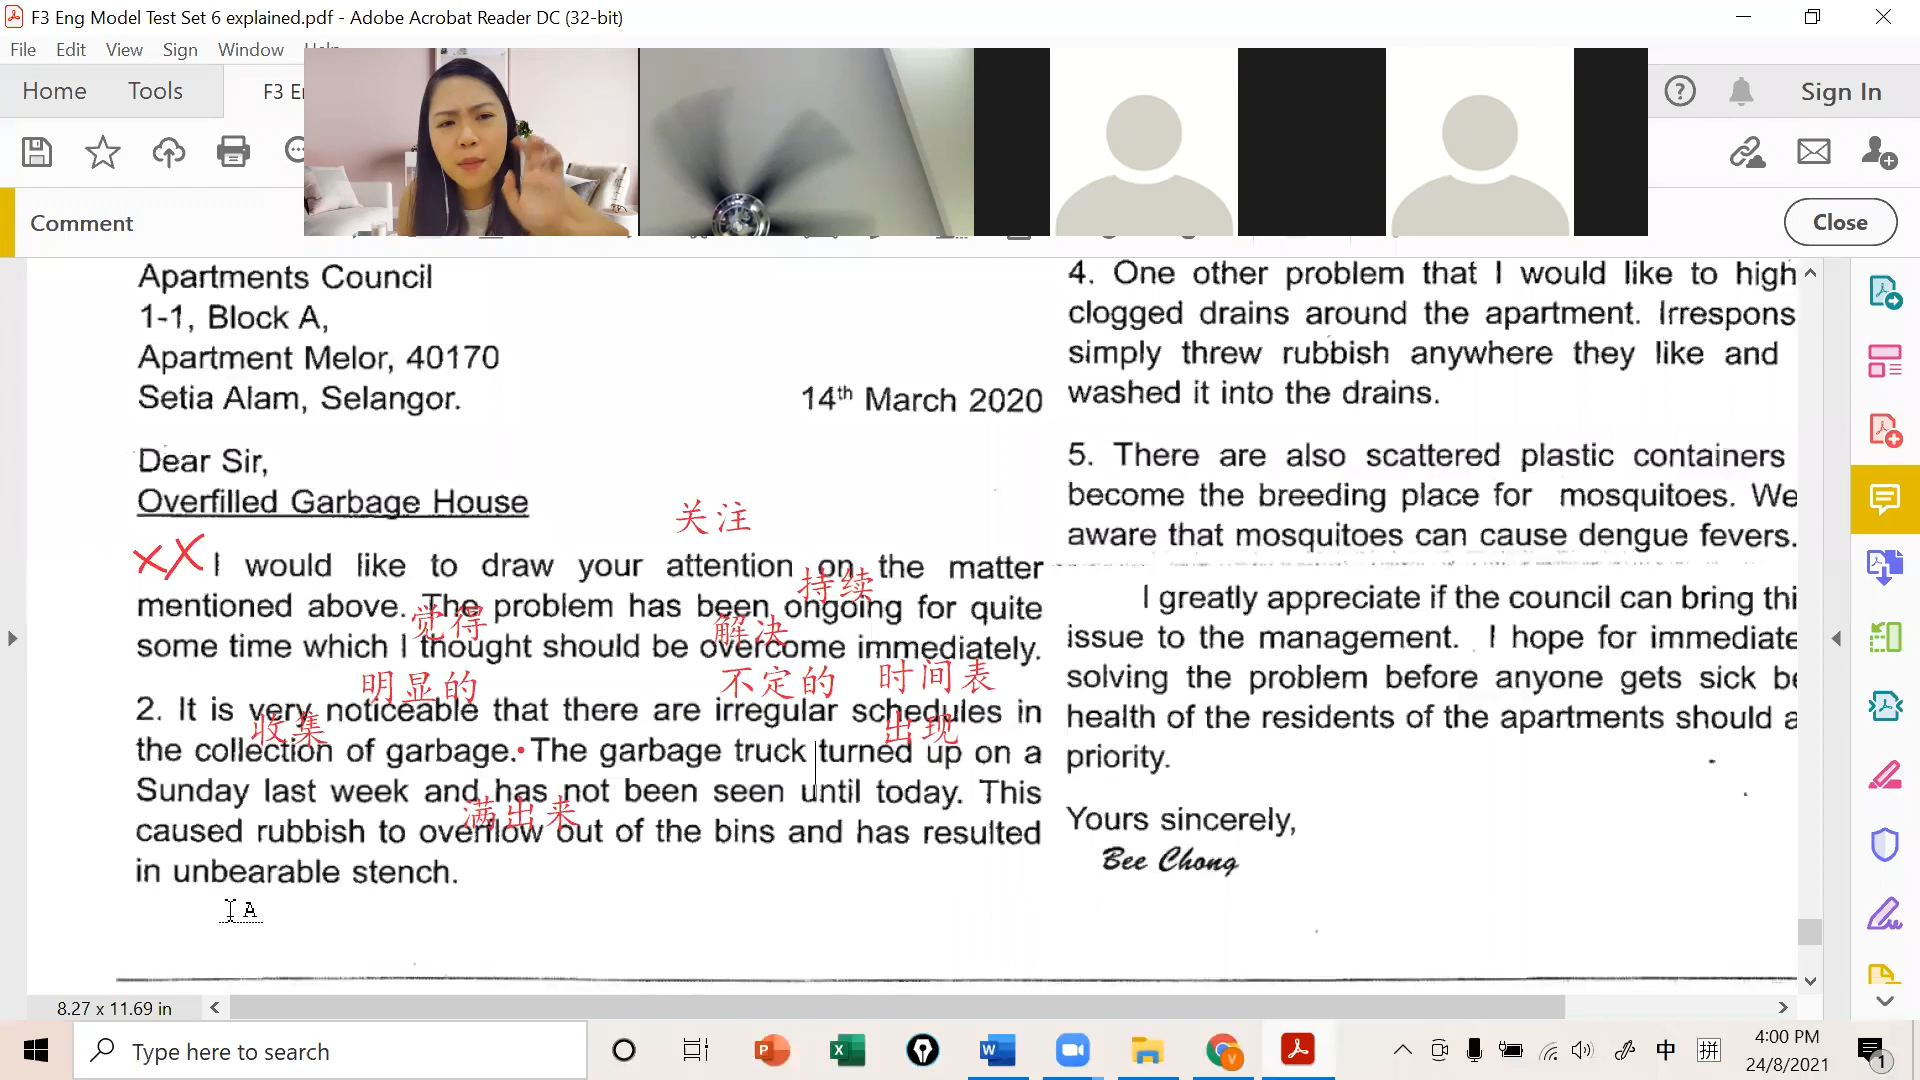 F3 Eng Model Test Set 6 explained.pdf - Adobe Acrobat Reader DC (32-bit)
File Edit View Sign Window Help
Home Tools F3 E
Sign In
Comment
Close
Apartments Council
1-1, Block A,
Apartment Melor, 40170
Setia Alam, Selangor.
14th March 2020
Dear Sir,
Overfilled Garbage House
关注
XX I would like to draw your attention on the matter
持续
mentioned above. The problem has been ongoing for quite
觉得 解决
some time which I thought should be overcome immediately.
明显的 不定的 时间表
2. It is very noticeable that there are irregular schedules in
收集 出现
the collection of garbage. The garbage truck turned up on a
Sunday last week and has not been seen until today. This
满出来
caused rubbish to overflow out of the bins and has resulted
in unbearable stench.
A
4. One other problem that I would like to high
clogged drains around the apartment. Irrespons
simply threw rubbish anywhere they like and
washed it into the drains.
5. There are also scattered plastic containers
become the breeding place for mosquitoes. We
aware that mosquitoes can cause dengue fevers.
I greatly appreciate if the council can bring thi
issue to the management. I hope for immediate
solving the problem before anyone gets sick be
health of the residents of the apartments should a
priority.
Yours sincerely,
Bee Chong
8.27 x 11.69 in
Type here to search
中
拼
4:00 PM
24/8/2021
1